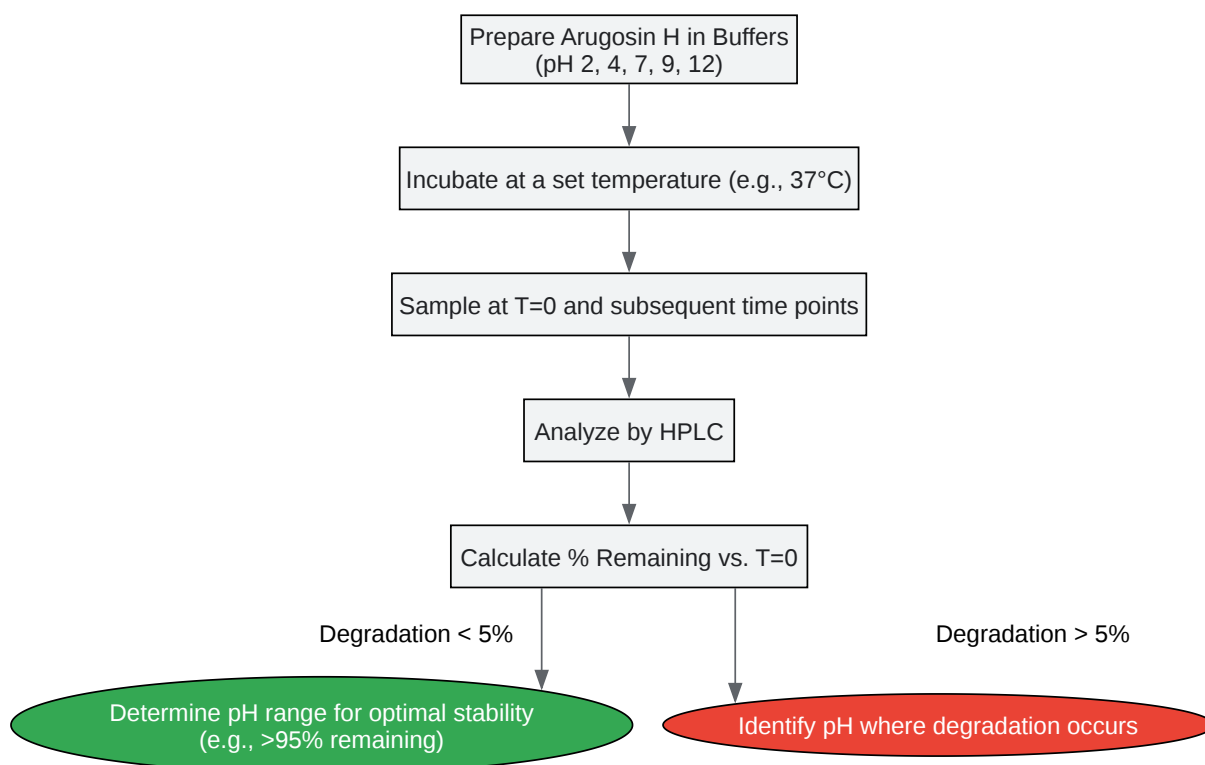 Prepare Arugosin H in Buffers
(pH 2, 4, 7, 9, 12)
Incubate at a set temperature (e.g., 37°C)
Sample at T=0 and subsequent time points
Analyze by HPLC
Calculate % Remaining vs. T=0
Degradation < 5%
Degradation > 5%
Determine pH range for optimal stability
(e.g., >95% remaining)
Identify pH where degradation occurs